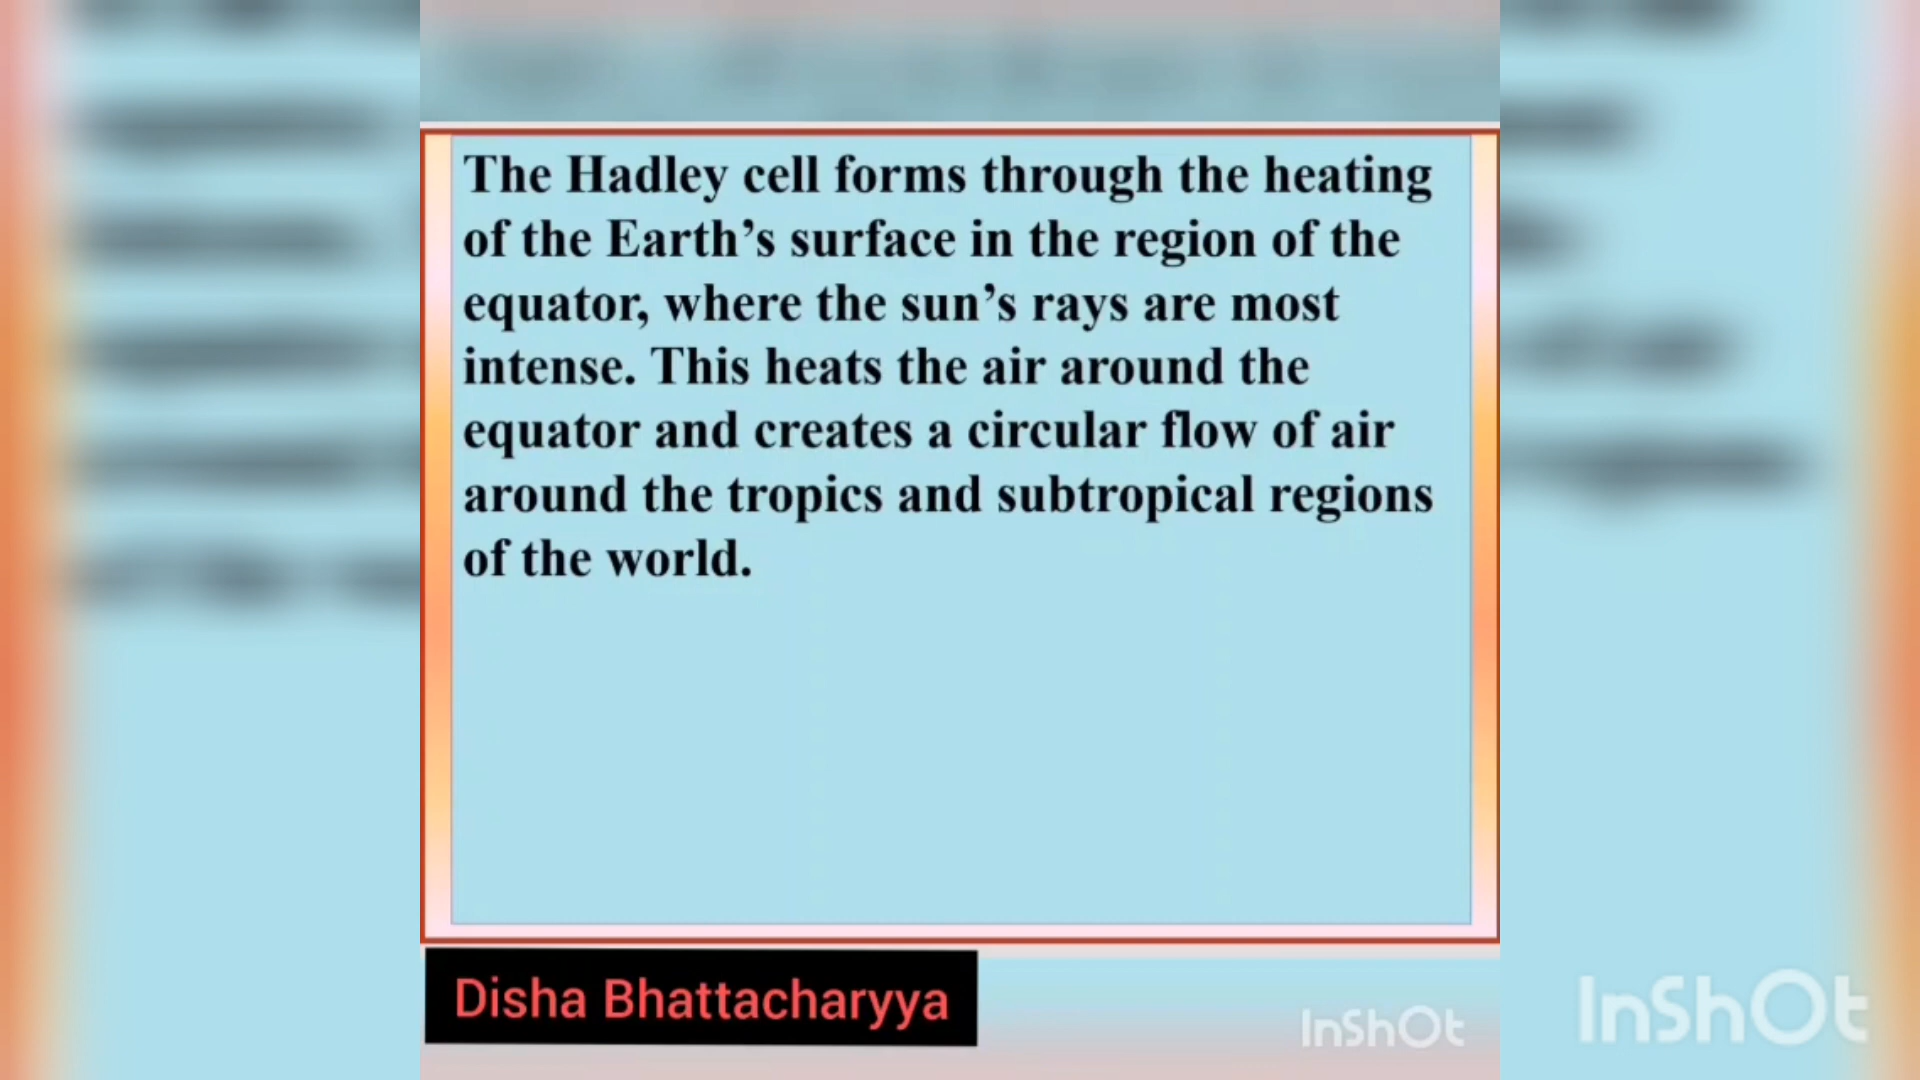 The Hadley cell forms through the heating
of the Earth’s surface in the region of the
equator, where the sun’s rays are most
intense. This heats the air around the
equator and creates a circular flow of air
around the tropics and subtropical regions
of the world.
Disha Bhattacharyya
InShOt
InShOt